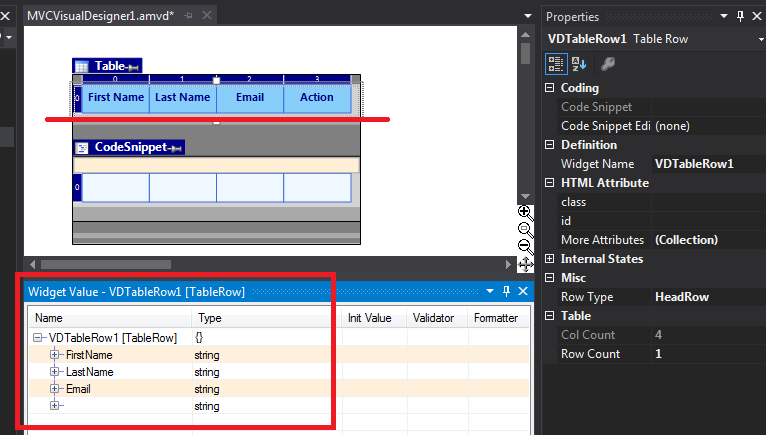 MVCVisualDesigner1.amvd*
Table
0 1 2 3
0 First Name Last Name Email Action
CodeSnippet
0
Widget Value - VDTableRow1 [TableRow]
Name Type Init Value Validator Formatter
VDTableRow1 [TableRow] {}
FirstName string
LastName string
Email string
string
Properties
VDTableRow1 Table Row
Coding
Code Snippet
Code Snippet Edi (none)
Definition
Widget Name VDTableRow1
HTML Attribute
class
id
More Attributes (Collection)
Internal States
Misc
Row Type HeadRow
Table
Col Count 4
Row Count 1